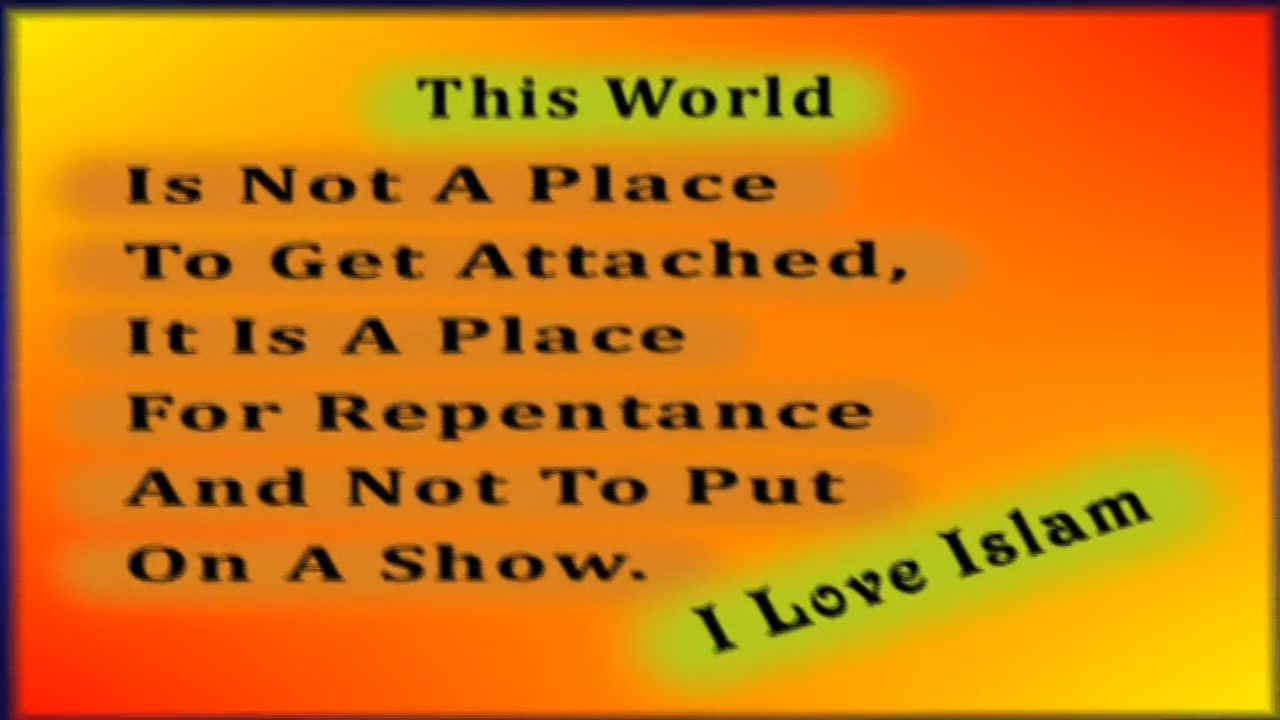 This World
Is Not A Place
To Get Attached,
It Is A Place
For Repentance
And Not To Put
On A Show.
I Love Islam